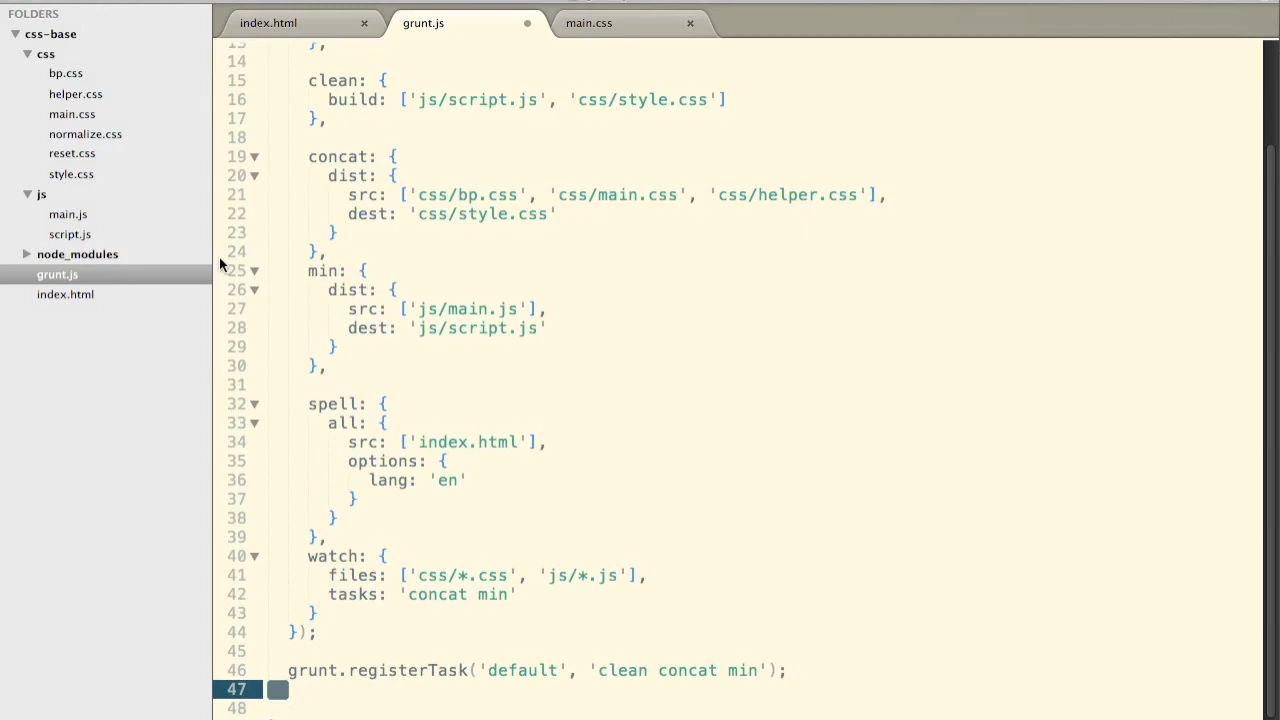 FOLDERS
css-base
css
bp.css
helper.css
main.css
normalize.css
reset.css
style.css
js
main.js
script.js
node_modules
grunt.js
index.html
index.html × grunt.js main.css ×
13 },
14
15 clean: {
16 build: ['js/script.js', 'css/style.css']
17 },
18
19 concat: {
20 dist: {
21 src: ['css/bp.css', 'css/main.css', 'css/helper.css'],
22 dest: 'css/style.css'
23 }
24 },
25 min: {
26 dist: {
27 src: ['js/main.js'],
28 dest: 'js/script.js'
29 }
30 },
31
32 spell: {
33 all: {
34 src: ['index.html'],
35 options: {
36 lang: 'en'
37 }
38 }
39 },
40 watch: {
41 files: ['css/*.css', 'js/*.js'],
42 tasks: 'concat min'
43 }
44 });
45
46 grunt.registerTask('default', 'clean concat min');
47
48